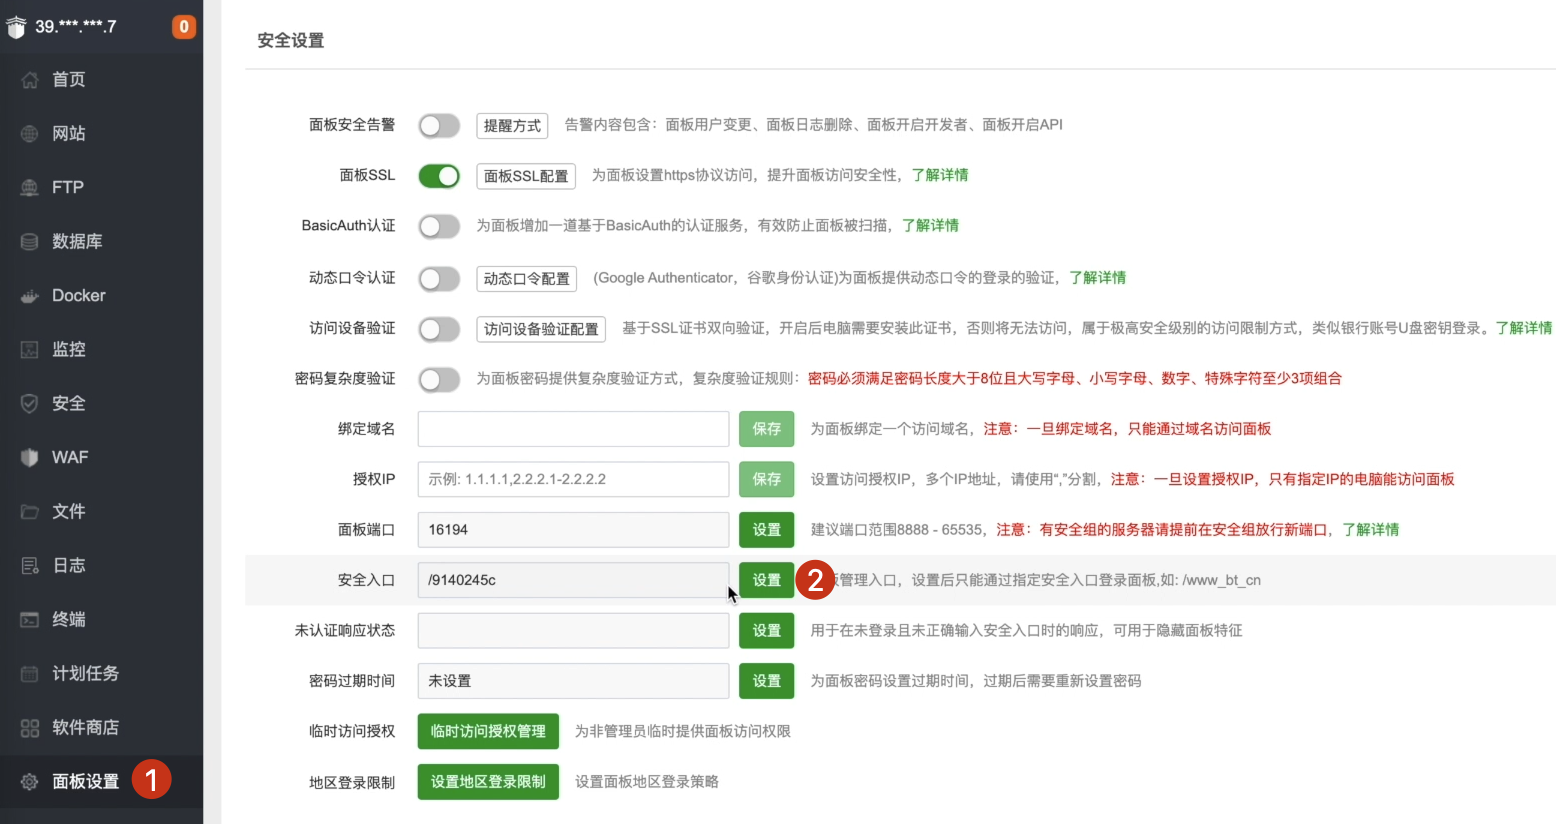 39.***.***.7 0
首页
网站
FTP
数据库
Docker
监控
安全
WAF
文件
日志
终端
计划任务
软件商店
面板设置 1
安全设置
面板安全告警 提醒方式 告警内容包含：面板用户变更、面板日志删除、面板开启开发者、面板开启API
面板SSL 面板SSL配置 为面板设置https协议访问，提升面板访问安全性，了解详情
BasicAuth认证 为面板增加一道基于BasicAuth的认证服务，有效防止面板被扫描，了解详情
动态口令认证 动态口令配置 (Google Authenticator，谷歌身份认证)为面板提供动态口令的登录的验证，了解详情
访问设备验证 访问设备验证配置 基于SSL证书双向验证，开启后电脑需要安装此证书，否则将无法访问，属于极高安全级别的访问限制方式，类似银行账号U盘密钥登录。了解详情
密码复杂度验证 为面板密码提供复杂度验证方式，复杂度验证规则：密码必须满足密码长度大于8位且大写字母、小写字母、数字、特殊字符至少3项组合
绑定域名 保存 为面板绑定一个访问域名，注意：一旦绑定域名，只能通过域名访问面板
授权IP 示例: 1.1.1.1,2.2.2.1-2.2.2.2 保存 设置访问授权IP，多个IP地址，请使用“,”分割，注意：一旦设置授权IP，只有指定IP的电脑能访问面板
面板端口 16194 设置 建议端口范围8888 - 65535，注意：有安全组的服务器请提前在安全组放行新端口，了解详情
安全入口 /9140245c 设置 2 管理入口，设置后只能通过指定安全入口登录面板,如: /www_bt_cn
未认证响应状态 设置 用于在未登录且未正确输入安全入口时的响应，可用于隐藏面板特征
密码过期时间 未设置 设置 为面板密码设置过期时间，过期后需要重新设置密码
临时访问授权 临时访问授权管理 为非管理员临时提供面板访问权限
地区登录限制 设置地区登录限制 设置面板地区登录策略